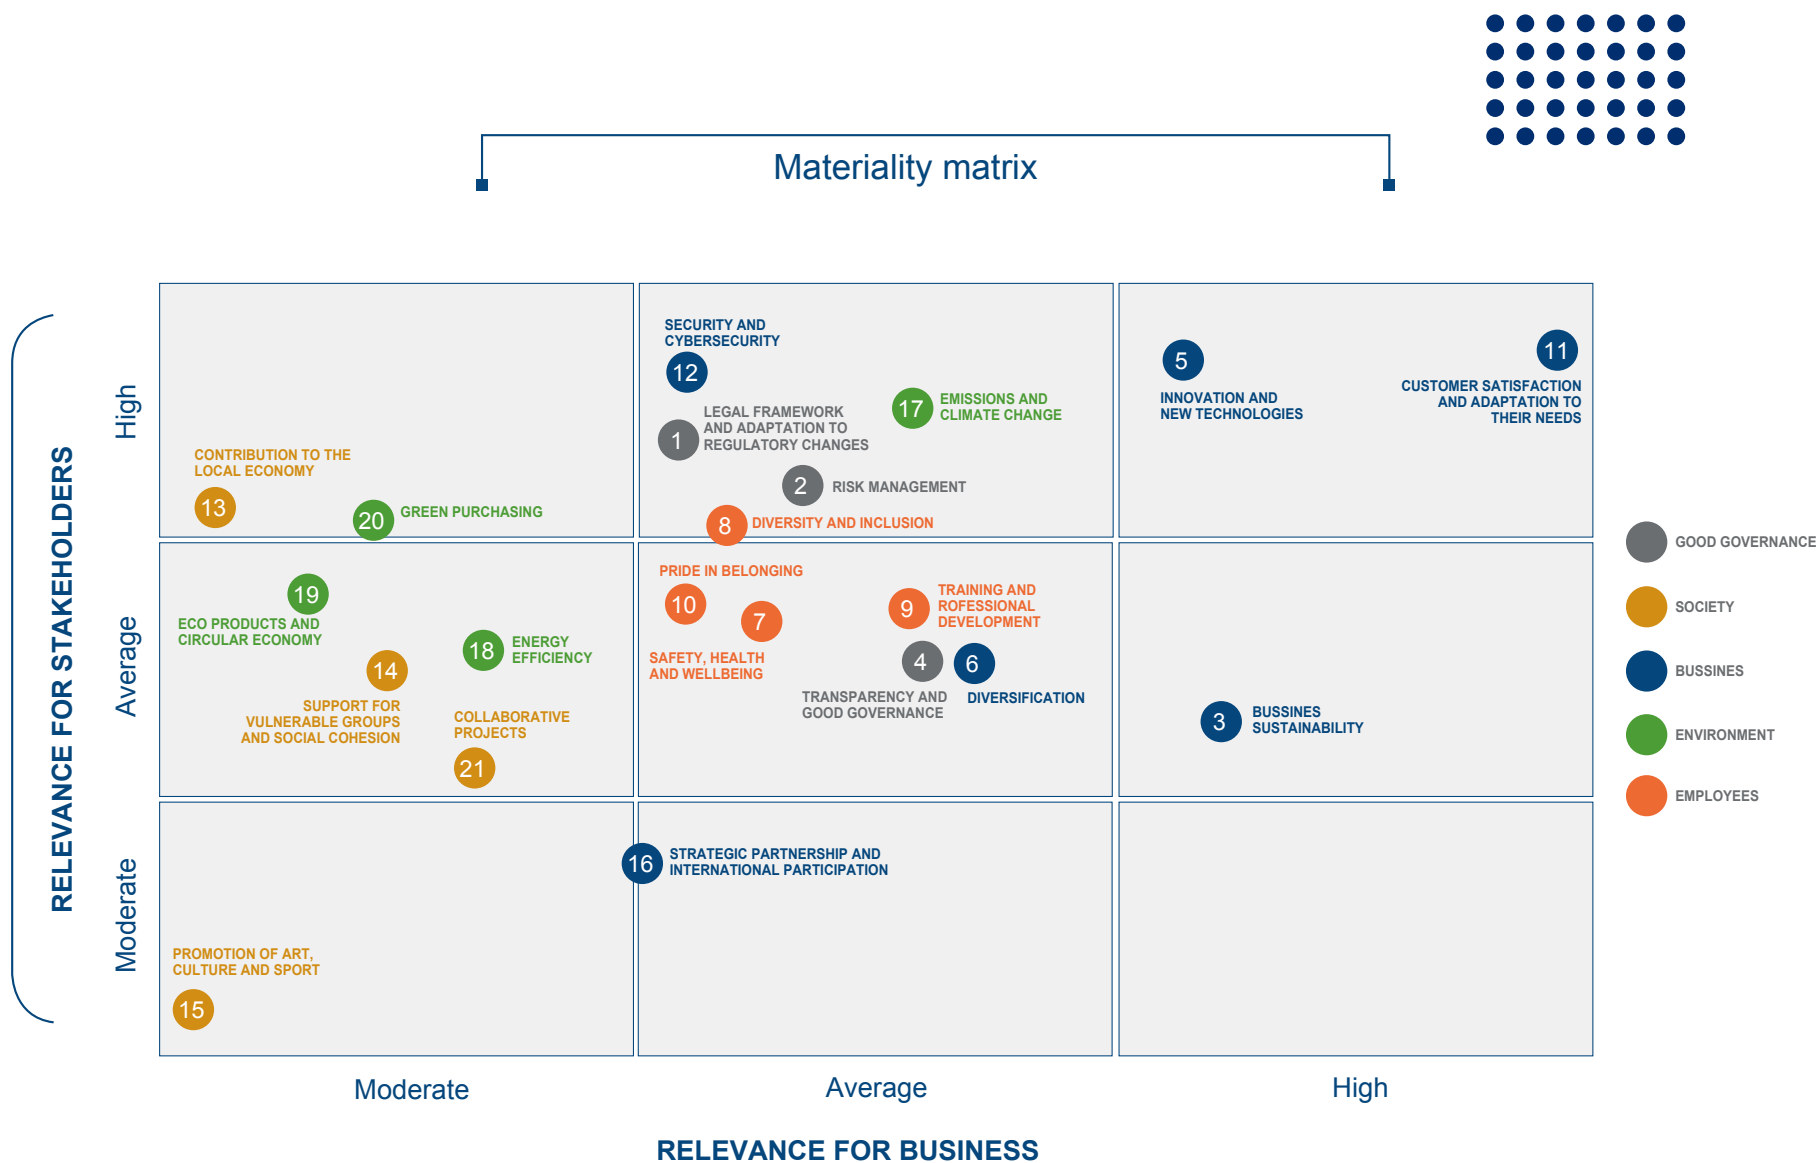 Materiality matrix
RELEVANCE FOR STAKEHOLDERS
High
Average
Moderate
CONTRIBUTION TO THE
LOCAL ECONOMY
13
20
GREEN PURCHASING
SECURITY AND
CYBERSECURITY
12
1
LEGAL FRAMEWORK
AND ADAPTATION TO
REGULATORY CHANGES
17
EMISSIONS AND
CLIMATE CHANGE
2
RISK MANAGEMENT
8
DIVERSITY AND INCLUSION
5
INNOVATION AND
NEW TECHNOLOGIES
11
CUSTOMER SATISFACTION
AND ADAPTATION TO
THEIR NEEDS
19
ECO PRODUCTS AND
CIRCULAR ECONOMY
18
ENERGY
EFFICIENCY
14
SUPPORT FOR
VULNERABLE GROUPS
AND SOCIAL COHESION
COLLABORATIVE
PROJECTS
21
PRIDE IN BELONGING
10
7
SAFETY, HEALTH
AND WELLBEING
9
TRAINING AND
ROFESSIONAL
DEVELOPMENT
4
TRANSPARENCY AND
GOOD GOVERNANCE
6
DIVERSIFICATION
3
BUSSINES
SUSTAINABILITY
16
STRATEGIC PARTNERSHIP AND
INTERNATIONAL PARTICIPATION
PROMOTION OF ART,
CULTURE AND SPORT
15
Moderate
Average
High
RELEVANCE FOR BUSINESS
GOOD GOVERNANCE
SOCIETY
BUSSINES
ENVIRONMENT
EMPLOYEES